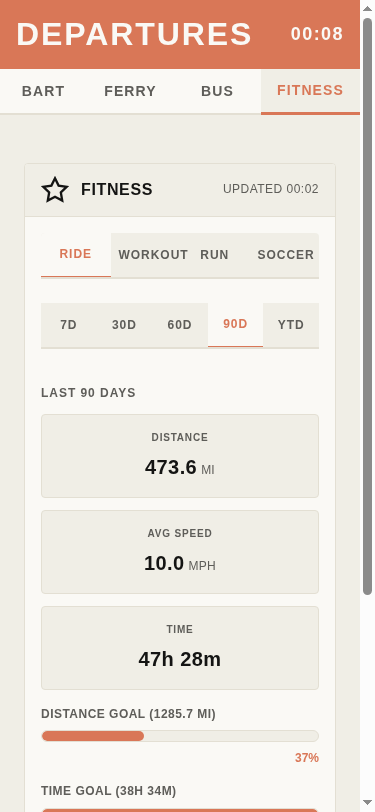 DEPARTURES 00:08
BART FERRY BUS FITNESS
FITNESS UPDATED 00:02
RIDE WORKOUT RUN SOCCER
7D 30D 60D 90D YTD
LAST 90 DAYS
DISTANCE
473.6 MI
AVG SPEED
10.0 MPH
TIME
47h 28m
DISTANCE GOAL (1285.7 MI)
37%
TIME GOAL (38H 34M)